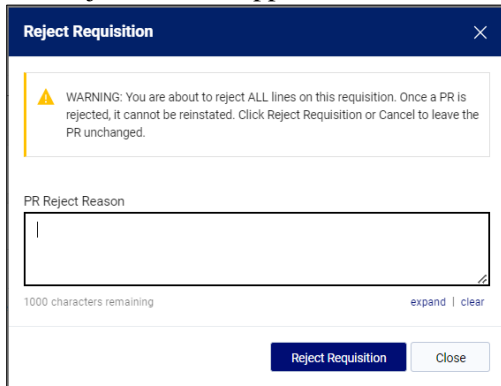 Reject Requisition
WARNING: You are about to reject ALL lines on this requisition. Once a PR is
rejected, it cannot be reinstated. Click Reject Requisition or Cancel to leave the
PR unchanged.
PR Reject Reason
1000 characters remaining expand | clear
Reject Requisition Close